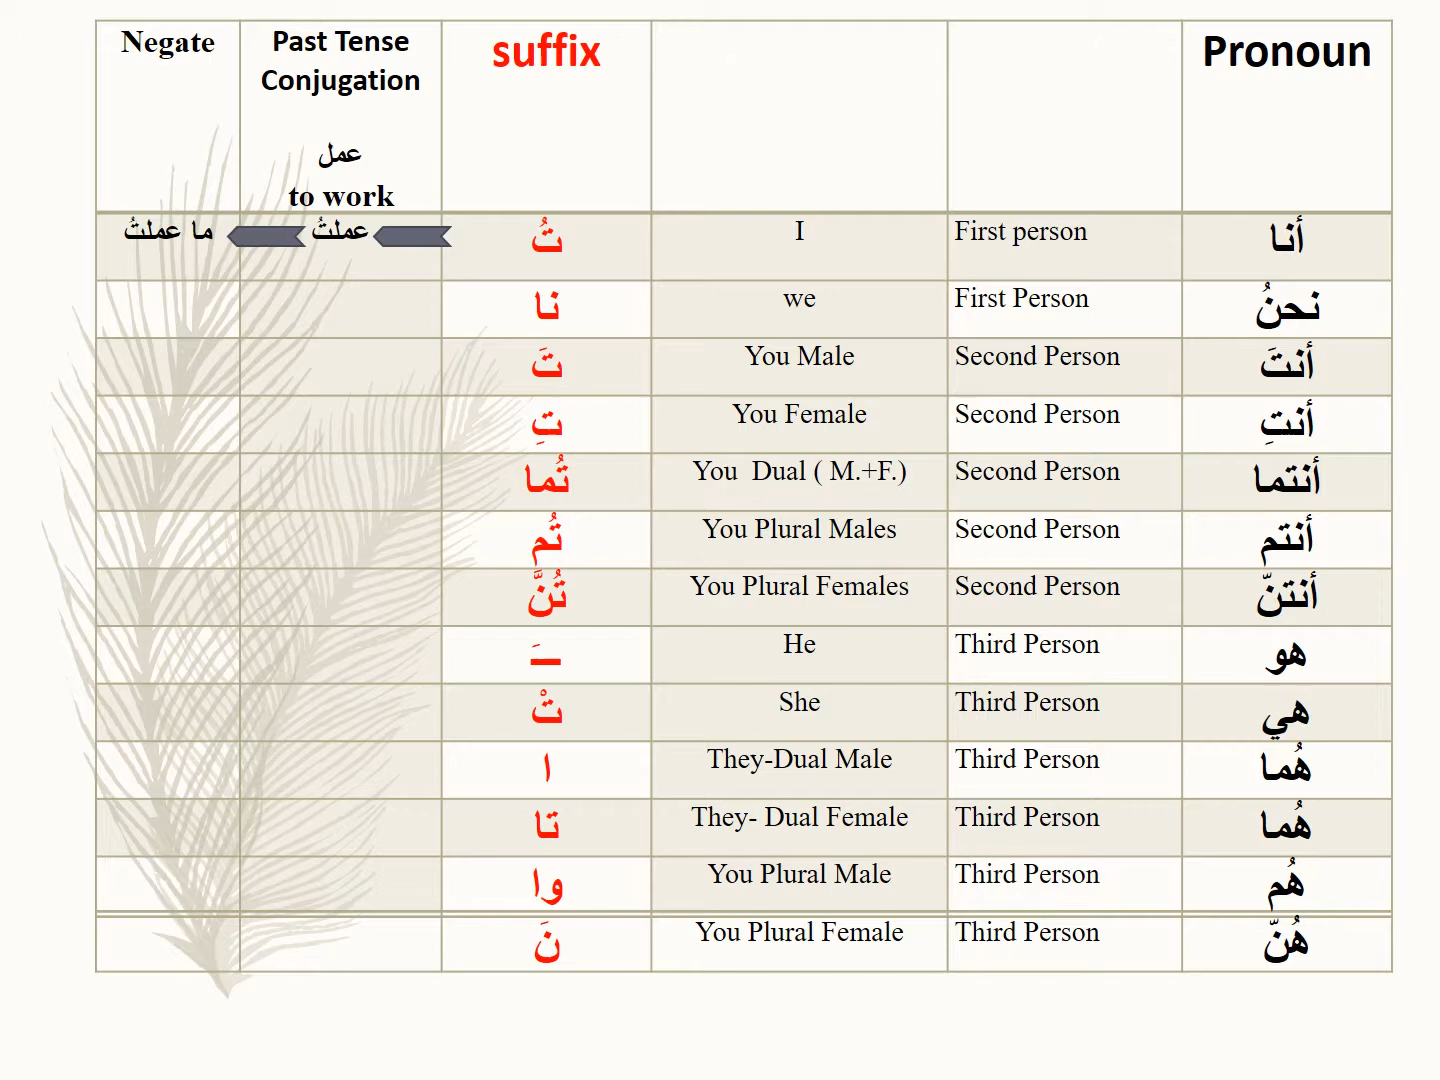 Negate Past Tense Conjugation عمل to work suffix Pronoun
ما عملتُ عملتُ تُ I First person أنا
نا we First Person نحنُ
تَ You Male Second Person أنتَ
تِ You Female Second Person أنتِ
تُما You Dual ( M.+F.) Second Person أنتما
تُم You Plural Males Second Person أنتم
تُنَّ You Plural Females Second Person أنتنّ
ـَ He Third Person هو
تْ She Third Person هي
ا They-Dual Male Third Person هُما
تا They- Dual Female Third Person هُما
وا You Plural Male Third Person هُم
نَ You Plural Female Third Person هُنّ